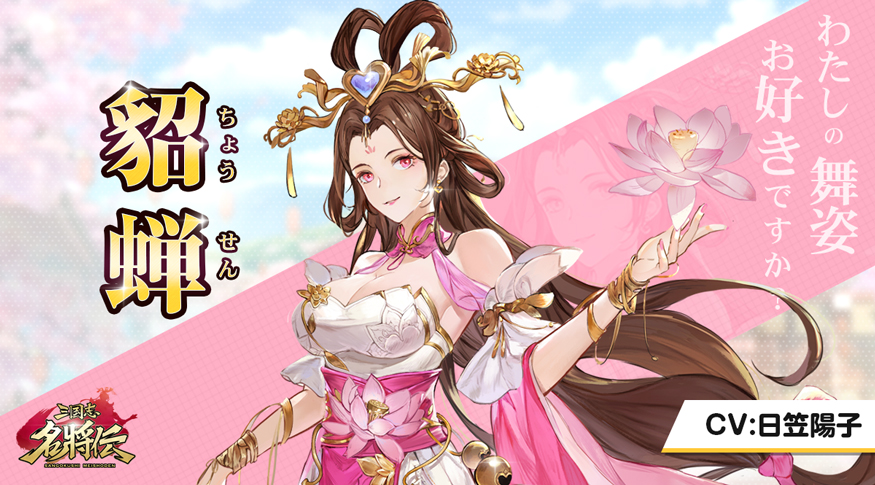 貂蝉
ちょうせん
わたしの舞姿
お好きですか？
三国志
名將伝
SANGOKUSHI MEISHODEN
CV:日笠陽子